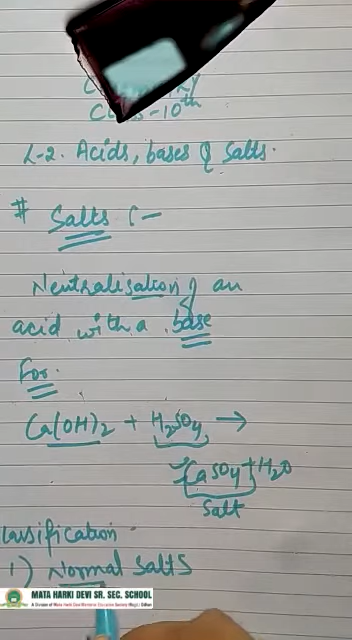 Class-10th
L-2. Acids, bases & Salts.
# Salts :-
Neutralisation of an
acid with a base
For.
Ca(OH)2 + H2SO4 →
CaSO4 + H2O
Salt
lassification -
1) Normal Salts
MATA HARKI DEVI SR. SEC. SCHOOL